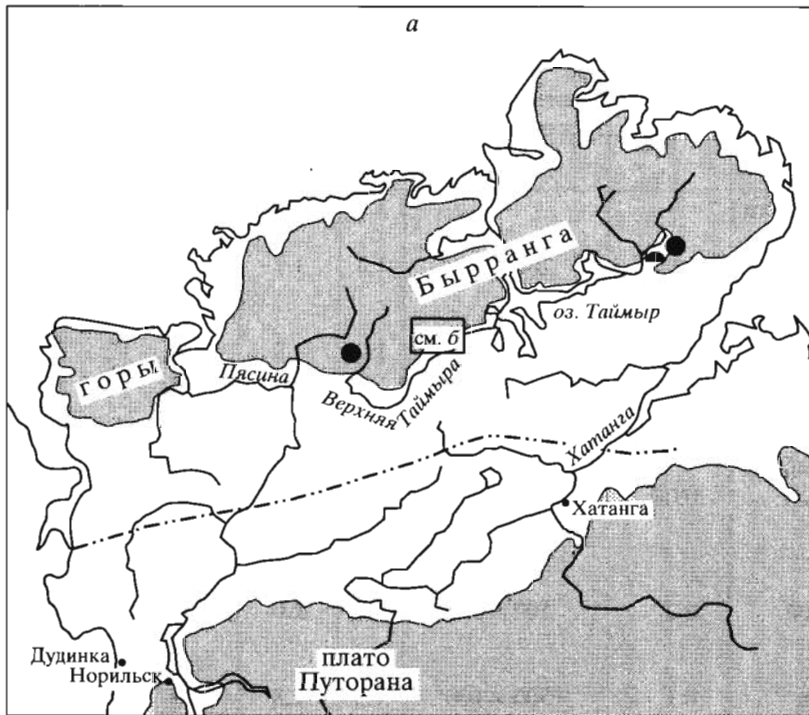 а
Бырранга
оз. Таймыр
см. б
горы
Пясина
Верхняя Таймыра
Хатанга
Хатанга
Дудинка
Норильск
плато
Путорана